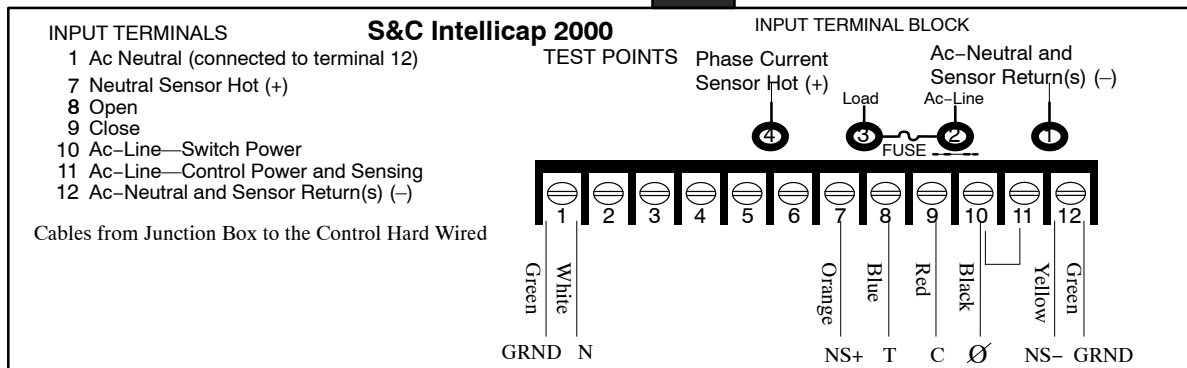 S&C Intellicap 2000
INPUT TERMINALS
1 Ac Neutral (connected to terminal 12)
7 Neutral Sensor Hot (+)
8 Open
9 Close
10 Ac−Line—Switch Power
11 Ac−Line—Control Power and Sensing
12 Ac−Neutral and Sensor Return(s) (−)
Cables from Junction Box to the Control Hard Wired
INPUT TERMINAL BLOCK
TEST POINTS
Phase Current
Sensor Hot (+)
Ac−Neutral and
Sensor Return(s) (−)
Load
Ac−Line
4 3 2 1
FUSE
1 2 3 4 5 6 7 8 9 10 11 12
Green
White
Orange
Blue
Red
Black
Yellow
Green
GRND N NS+ T C Ø NS− GRND